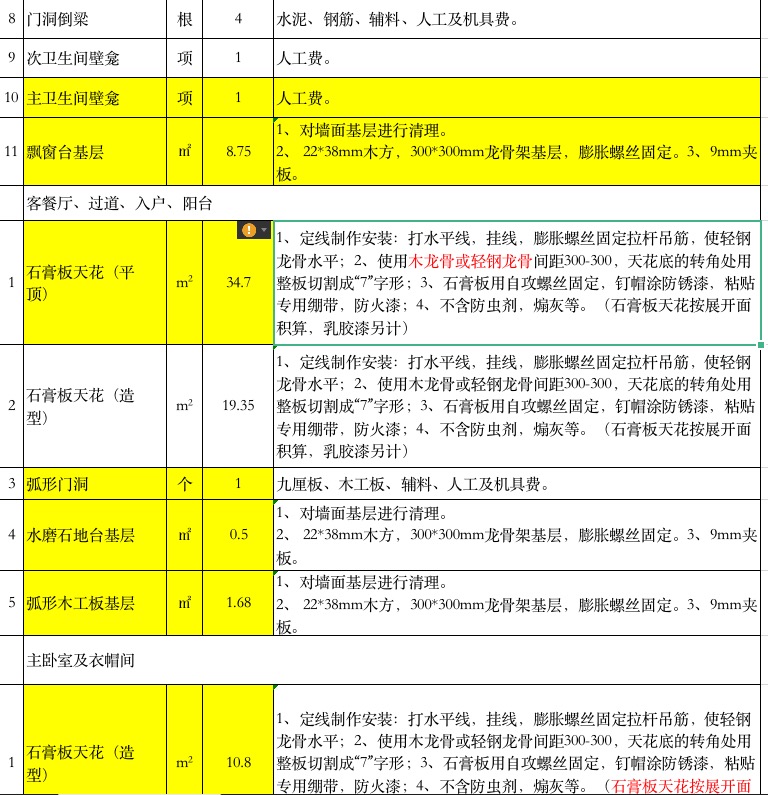 8 门洞倒梁 根 4 水泥、钢筋、辅料、人工及机具费。
9 次卫生间壁龛 项 1 人工费。
10 主卫生间壁龛 项 1 人工费。
11 飘窗台基层 ㎡ 8.75 1、对墙面基层进行清理。
2、 22*38mm木方，300*300mm龙骨架基层，膨胀螺丝固定。3、9mm夹
板。
客餐厅、过道、入户、阳台
1 石膏板天花（平
顶） m² 34.7 1、定线制作安装：打水平线，挂线，膨胀螺丝固定拉杆吊筋，使轻钢
龙骨水平；2、使用木龙骨或轻钢龙骨间距300-300，天花底的转角处用
整板切割成“7”字形；3、石膏板用自攻螺丝固定，钉帽涂防锈漆，粘贴
专用绷带，防火漆；4、不含防虫剂，煽灰等。（石膏板天花按展开面
积算，乳胶漆另计）
2 石膏板天花（造
型） m² 19.35 1、定线制作安装：打水平线，挂线，膨胀螺丝固定拉杆吊筋，使轻钢
龙骨水平；2、使用木龙骨或轻钢龙骨间距300-300，天花底的转角处用
整板切割成“7”字形；3、石膏板用自攻螺丝固定，钉帽涂防锈漆，粘贴
专用绷带，防火漆；4、不含防虫剂，煽灰等。（石膏板天花按展开面
积算，乳胶漆另计）
3 弧形门洞 个 1 九厘板、木工板、辅料、人工及机具费。
4 水磨石地台基层 ㎡ 0.5 1、对墙面基层进行清理。
2、 22*38mm木方，300*300mm龙骨架基层，膨胀螺丝固定。3、9mm夹
板。
5 弧形木工板基层 ㎡ 1.68 1、对墙面基层进行清理。
2、 22*38mm木方，300*300mm龙骨架基层，膨胀螺丝固定。3、9mm夹
板。
主卧室及衣帽间
1 石膏板天花（造
型） m² 10.8 1、定线制作安装：打水平线，挂线，膨胀螺丝固定拉杆吊筋，使轻钢
龙骨水平；2、使用木龙骨或轻钢龙骨间距300-300，天花底的转角处用
整板切割成“7”字形；3、石膏板用自攻螺丝固定，钉帽涂防锈漆，粘贴
专用绷带，防火漆；4、不含防虫剂，煽灰等。（石膏板天花按展开面